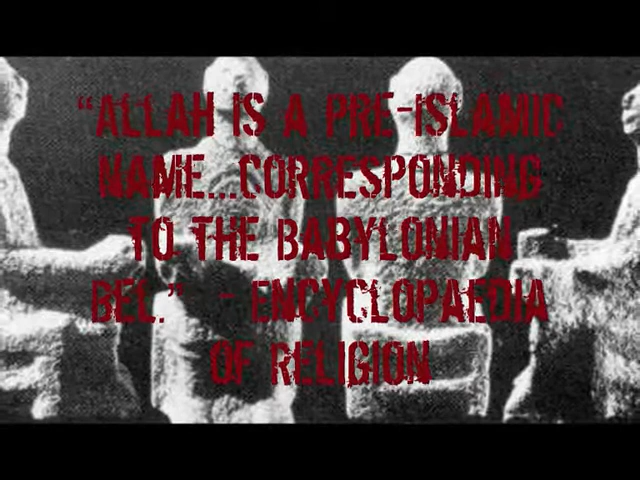 “ALLAH IS A PRE-ISLAMIC
NAME...CORRESPONDING
TO THE BABYLONIAN
BEL.” - ENCYCLOPAEDIA
OF RELIGION